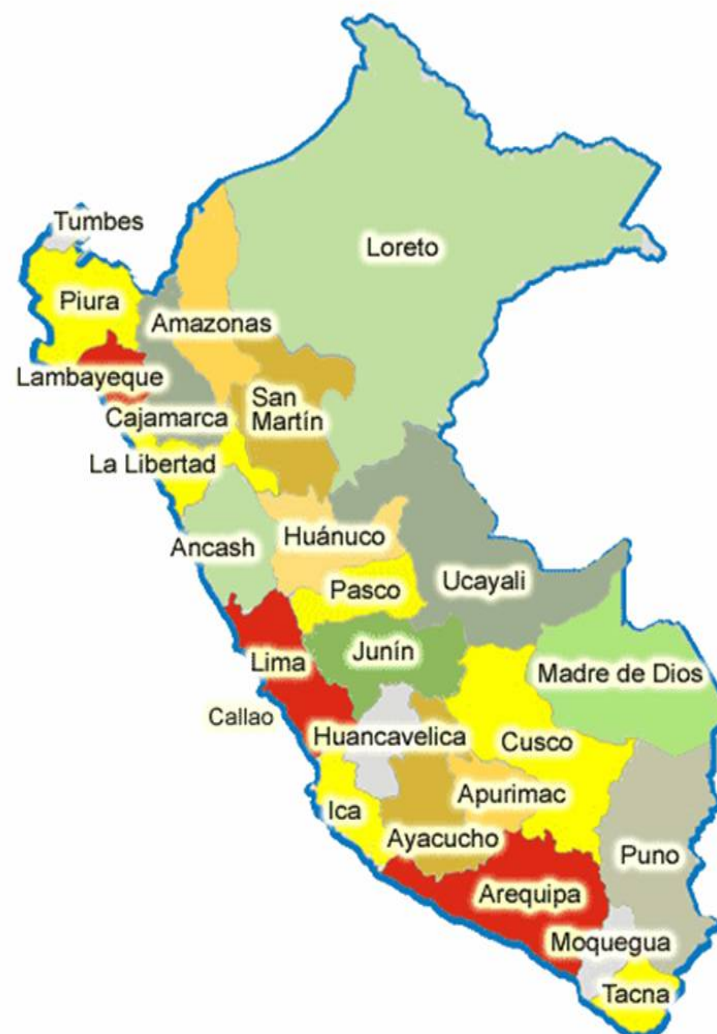 Tumbes
Loreto
Piura
Amazonas
Lambayeque
San
Martín
Cajamarca
La Libertad
Huánuco
Ancash
Ucayali
Pasco
Junín
Lima
Madre de Dios
Callao
Huancavelica
Cusco
Apurimac
Ica
Ayacucho
Puno
Arequipa
Moquegua
Tacna